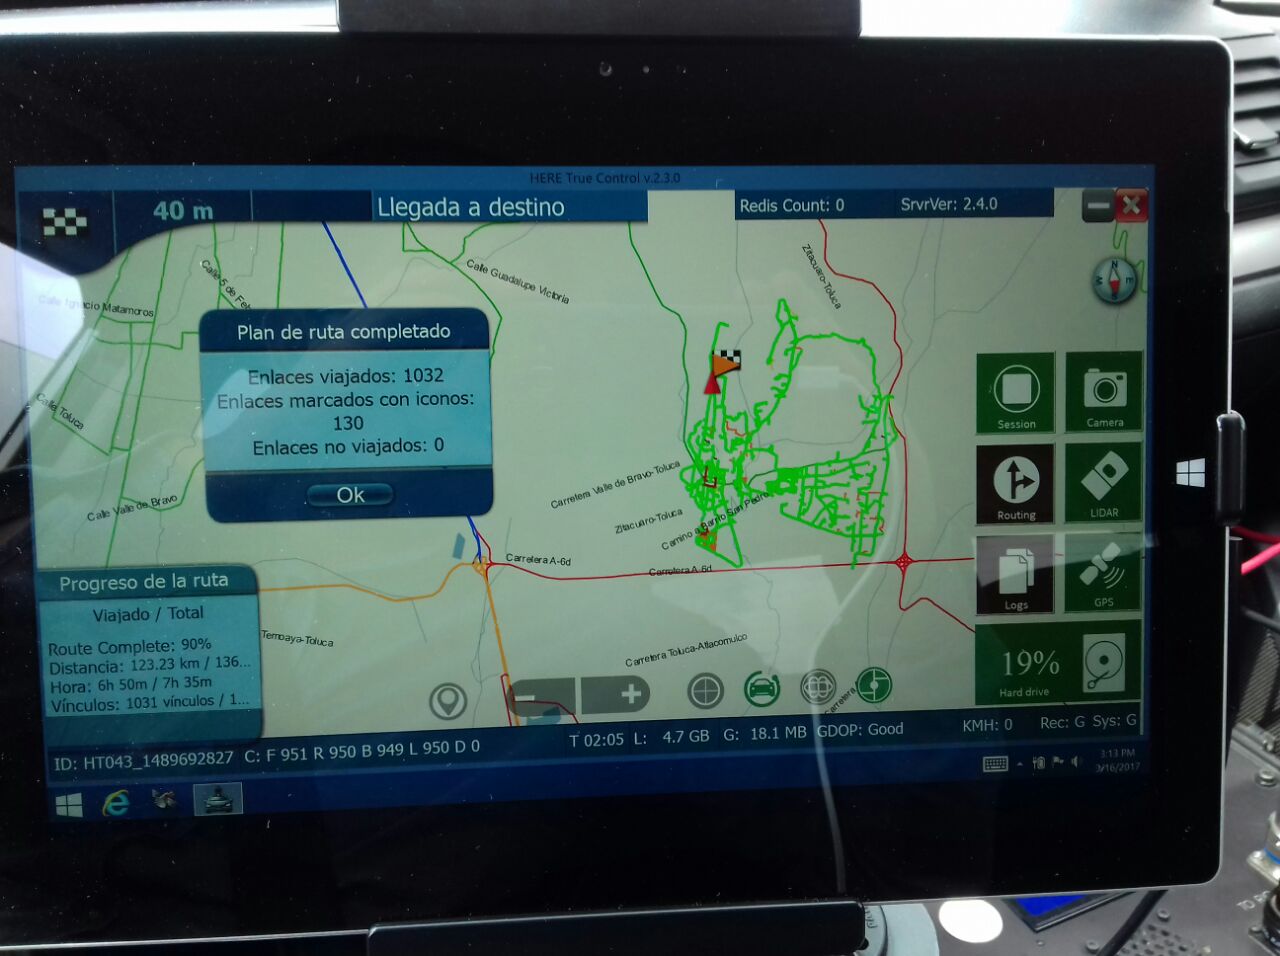 HERE True Control v.2.3.0
40 m
Llegada a destino
Redis Count: 0
SrvrVer: 2.4.0
Calle Guadalupe Victoria
Calle 5 de Feb
Zitacuaro-Toluca
N
E
S
Calle Ignacio Matamoros
Plan de ruta completado
Enlaces viajados: 1032
Enlaces marcados con iconos:
130
Enlaces no viajados: 0
Ok
Calle Toluca
Calle Valle de Bravo
Carretera Valle de Bravo-Toluca
Zitacuaro-Toluca
Camino a Barrio San Pedro
Carretera A-6d
Carretera A-6d
Temoaya-Toluca
Carretera Toluca-Atlacomulco
Carretera
Session
Camera
Routing
LIDAR
Logs
GPS
19%
Hard drive
Progreso de la ruta
Viajado / Total
Route Complete: 90%
Distancia: 123.23 km / 136...
Hora: 6h 50m / 7h 35m
Vínculos: 1031 vínculos / 1...
ID: HT043_1489692827 C: F 951 R 950 B 949 L 950 D 0
T 02:05 L: 4.7 GB G: 18.1 MB GDOP: Good
KMH: 0 Rec: G Sys: G
3:13 PM
3/16/2017